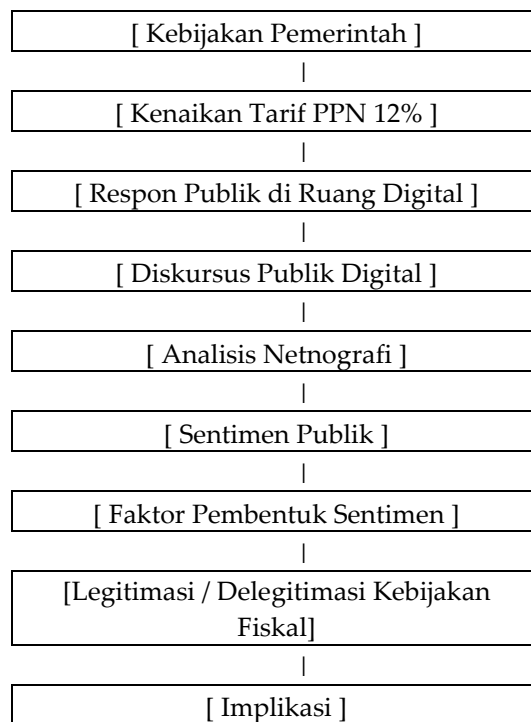 [ Kebijakan Pemerintah ]
|
[ Kenaikan Tarif PPN 12% ]
|
[ Respon Publik di Ruang Digital ]
|
[ Diskursus Publik Digital ]
|
[ Analisis Netnografi ]
|
[ Sentimen Publik ]
|
[ Faktor Pembentuk Sentimen ]
|
[Legitimasi / Delegitimasi Kebijakan
Fiskal]
|
[ Implikasi ]